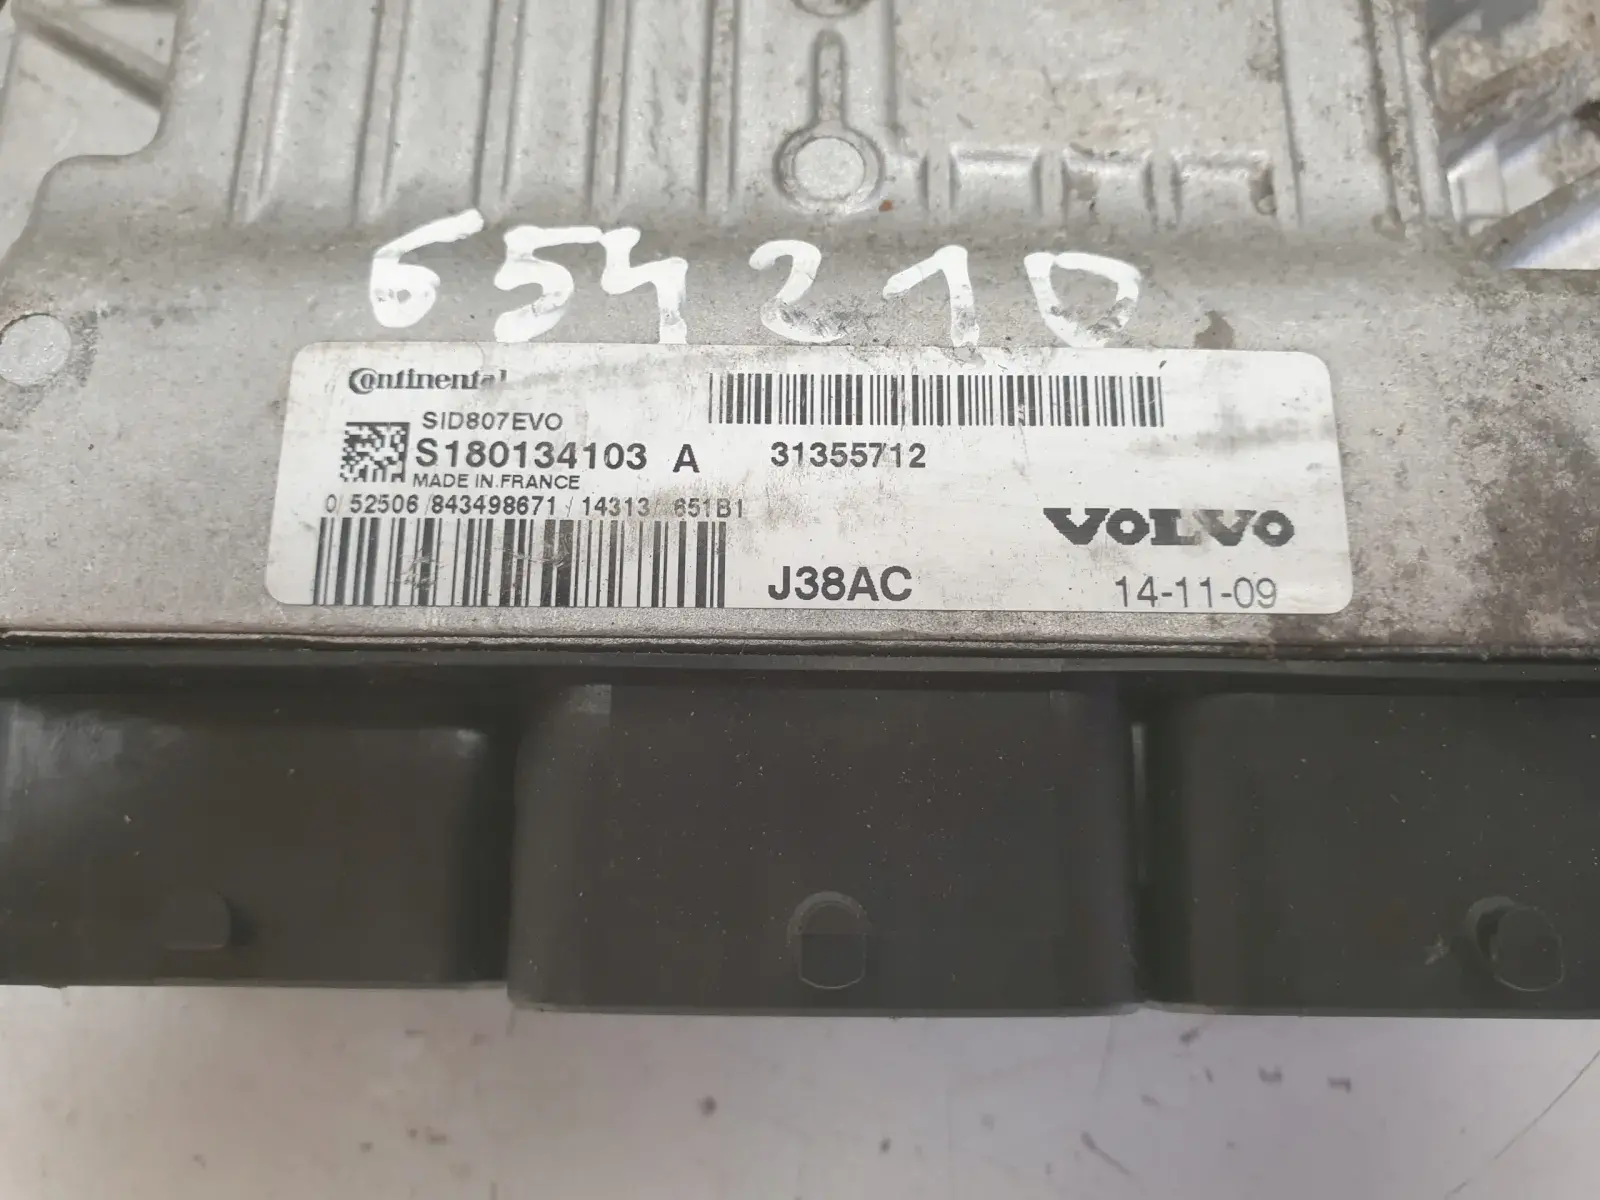 654210
Continental
SID807EVO
S180134103 A
31355712
MADE IN FRANCE
0 52506 843498671 14313 651B1
VOLVO
J38AC
14-11-09